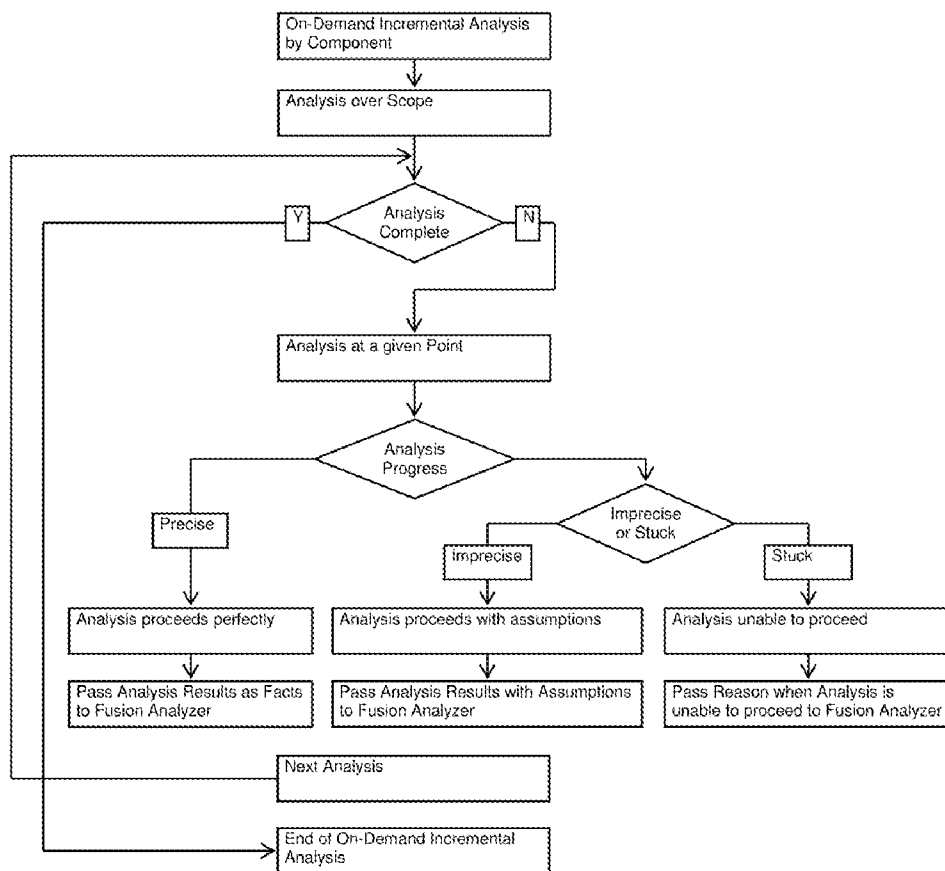 On-Demand Incremental Analysis
by Component
Analysis over Scope
Y
Analysis
Complete
N
Analysis at a given Point
Analysis
Progress
Precise
Imprecise
or Stuck
Imprecise
Stuck
Analysis proceeds perfectly
Analysis proceeds with assumptions
Analysis unable to proceed
Pass Analysis Results as Facts
to Fusion Analyzer
Pass Analysis Results with Assumptions
to Fusion Analyzer
Pass Reason when Analysis is
unable to proceed to Fusion Analyzer
Next Analysis
End of On-Demand Incremental
Analysis